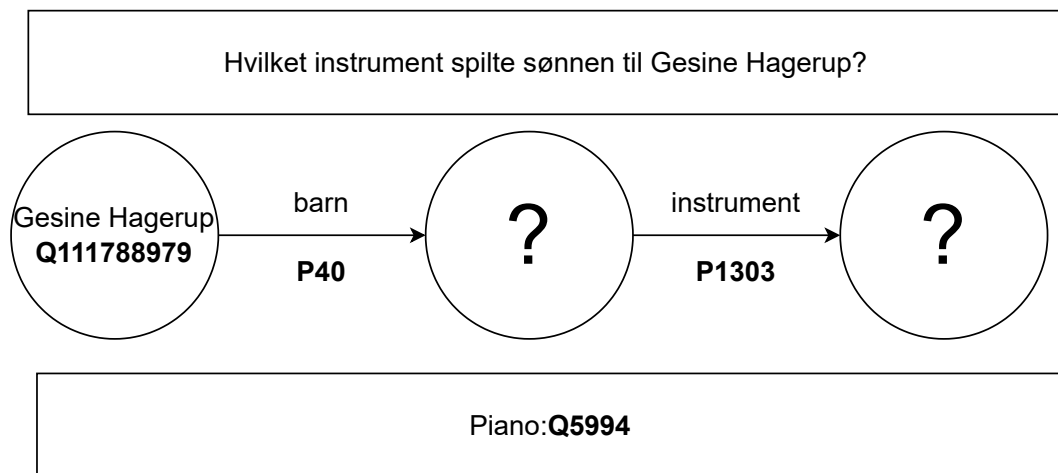 Hvilket instrument spilte sønnen til Gesine Hagerup?
Gesine Hagerup
Q111788979
barn
P40
?
instrument
P1303
?
Piano:Q5994